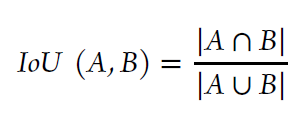 IoU (A, B) = |A ∩ B| / |A ∪ B|